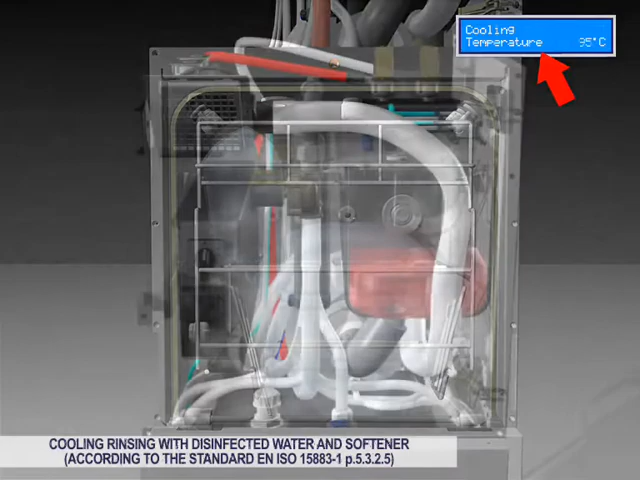 Cooling
Temperature 95°C
COOLING RINSING WITH DISINFECTED WATER AND SOFTENER
(ACCORDING TO THE STANDARD EN ISO 15883-1 p.5.3.2.5)